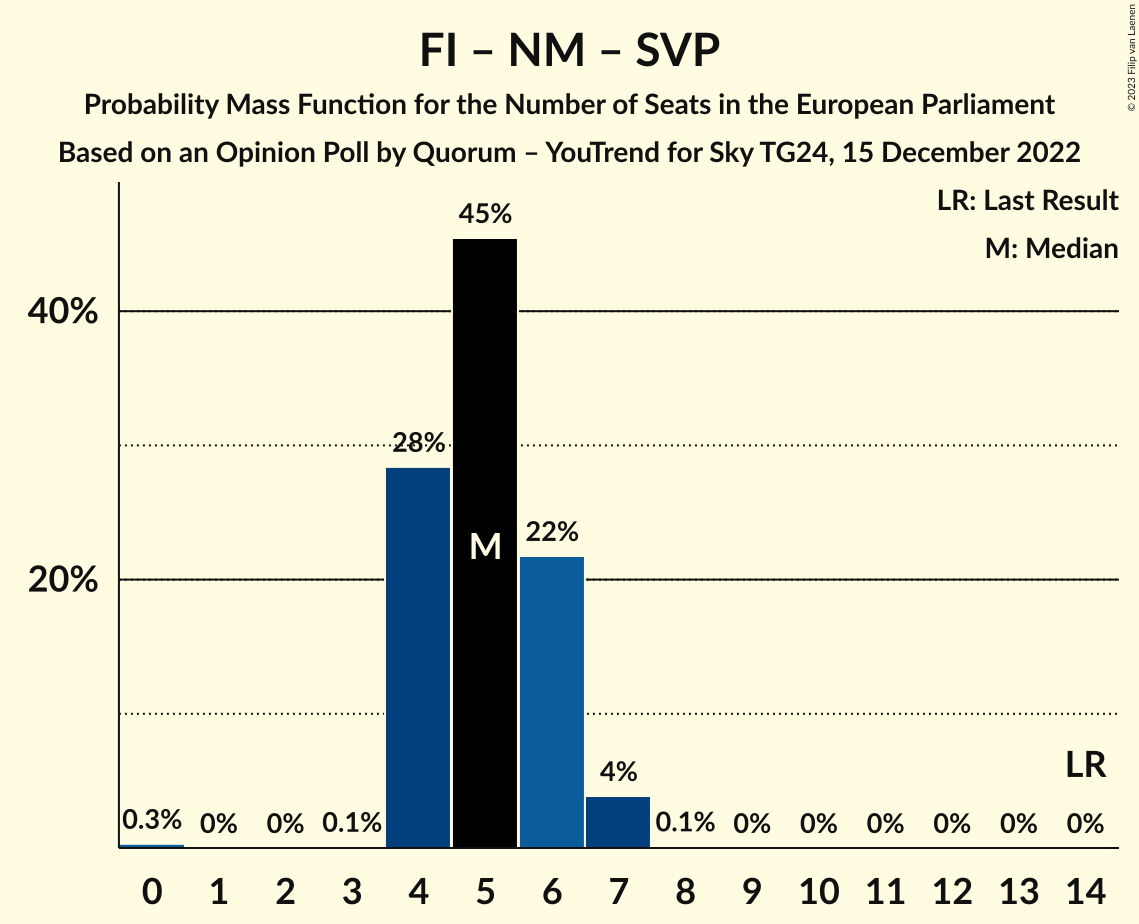 FI – NM – SVP
Probability Mass Function for the Number of Seats in the European Parliament
Based on an Opinion Poll by Quorum – YouTrend for Sky TG24, 15 December 2022
© 2023 Filip van Laenen
LR: Last Result
M: Median
45%
40%
28%
M
22%
20%
4%
LR
0.3% 0% 0% 0.1% 0.1% 0% 0% 0% 0% 0% 0%
0 1 2 3 4 5 6 7 8 9 10 11 12 13 14